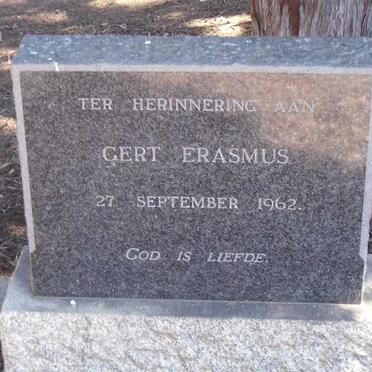 TER HERINNERING AAN
GERT ERASMUS
27 SEPTEMBER 1962.
GOD IS LIEFDE.